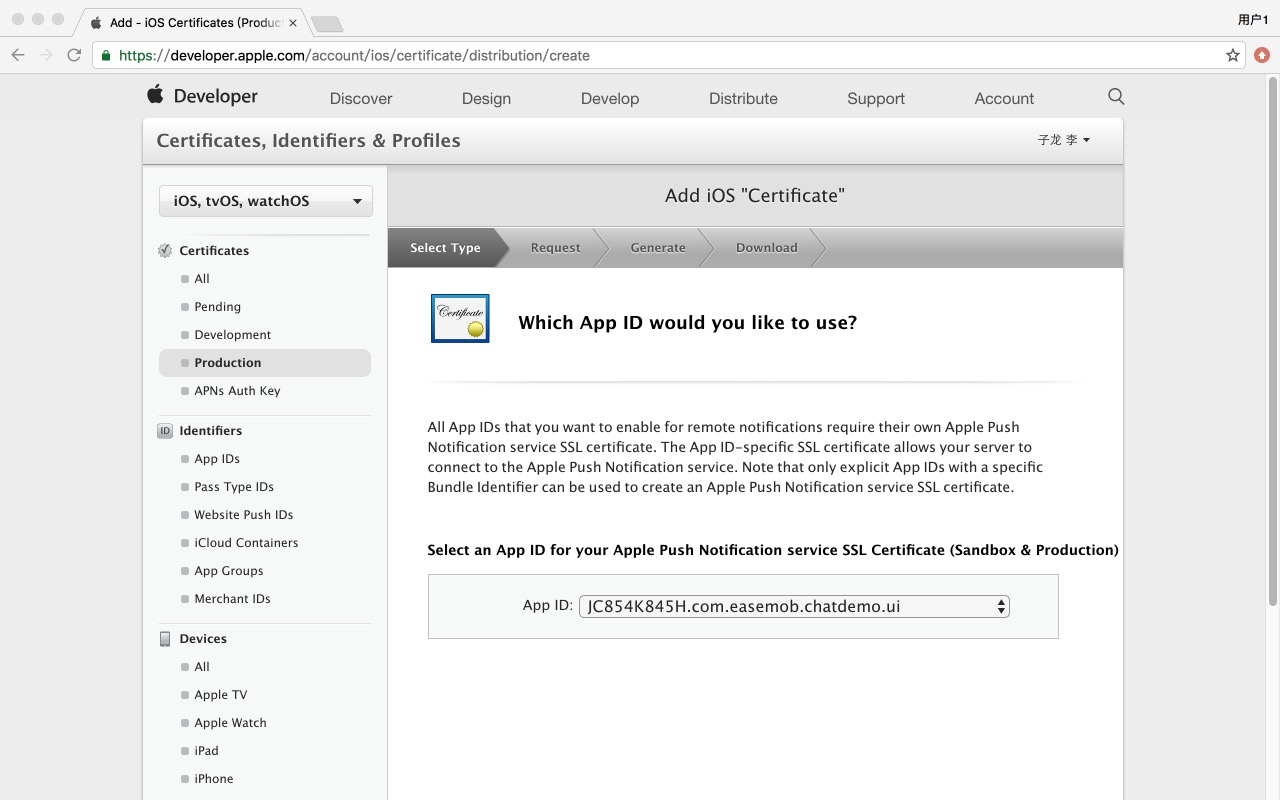 Add - iOS Certificates (Produc
用户1
https://developer.apple.com/account/ios/certificate/distribution/create
Developer
Discover
Design
Develop
Distribute
Support
Account
Certificates, Identifiers & Profiles
子龙 李
iOS, tvOS, watchOS
Certificates
All
Pending
Development
Production
APNs Auth Key
ID
Identifiers
App IDs
Pass Type IDs
Website Push IDs
iCloud Containers
App Groups
Merchant IDs
Devices
All
Apple TV
Apple Watch
iPad
iPhone
Add iOS "Certificate"
Select Type
Request
Generate
Download
Certificate
Which App ID would you like to use?
All App IDs that you want to enable for remote notifications require their own Apple Push
Notification service SSL certificate. The App ID-specific SSL certificate allows your server to
connect to the Apple Push Notification service. Note that only explicit App IDs with a specific
Bundle Identifier can be used to create an Apple Push Notification service SSL certificate.
Select an App ID for your Apple Push Notification service SSL Certificate (Sandbox & Production)
App ID: JC854K845H.com.easemob.chatdemo.ui